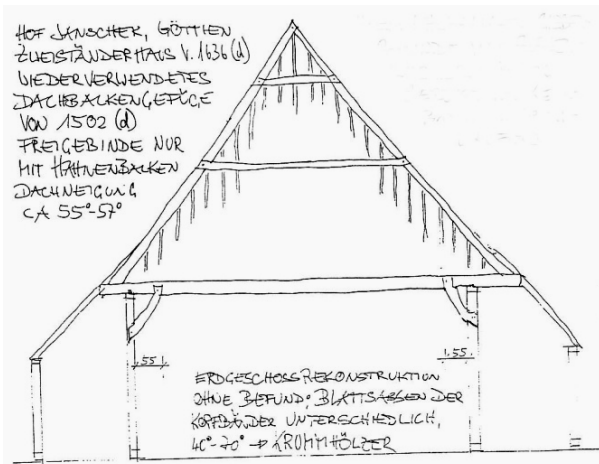 HOF JANSCHEK, GÖTTIEN
ZWEISTÄNDERHAUS V. 1636 (d)
WIEDERVERWENDETES
DACHBALKENGEFÜGE
VON 1502 (d)
FREIGEBINDE NUR
MIT HAHNENBALKEN
DACHNEIGUNG
CA 55°-57°
.55
1.55
ERDGESCHOSSREKONSTRUKTION
OHNE BEFUND; BLATTSASSEN DER
KOPFBÄNDER UNTERSCHIEDLICH,
40°-70° → KRUMMHÖLZER